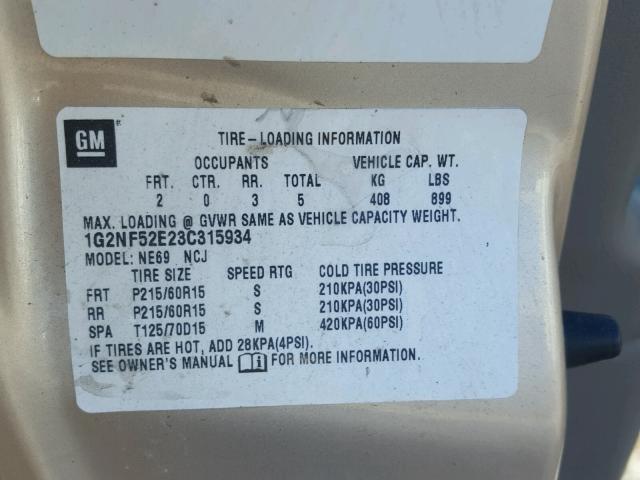 GM
TIRE-LOADING INFORMATION
OCCUPANTS VEHICLE CAP. WT.
FRT. CTR. RR. TOTAL KG LBS
2 0 3 5 408 899
MAX. LOADING @ GVWR SAME AS VEHICLE CAPACITY WEIGHT.
1G2NF52E23C315934
MODEL: NE69 NCJ
TIRE SIZE SPEED RTG COLD TIRE PRESSURE
FRT P215/60R15 S 210KPA(30PSI)
RR P215/60R15 S 210KPA(30PSI)
SPA T125/70D15 M 420KPA(60PSI)
IF TIRES ARE HOT, ADD 28KPA(4PSI).
SEE OWNER'S MANUAL FOR MORE INFORMATION.